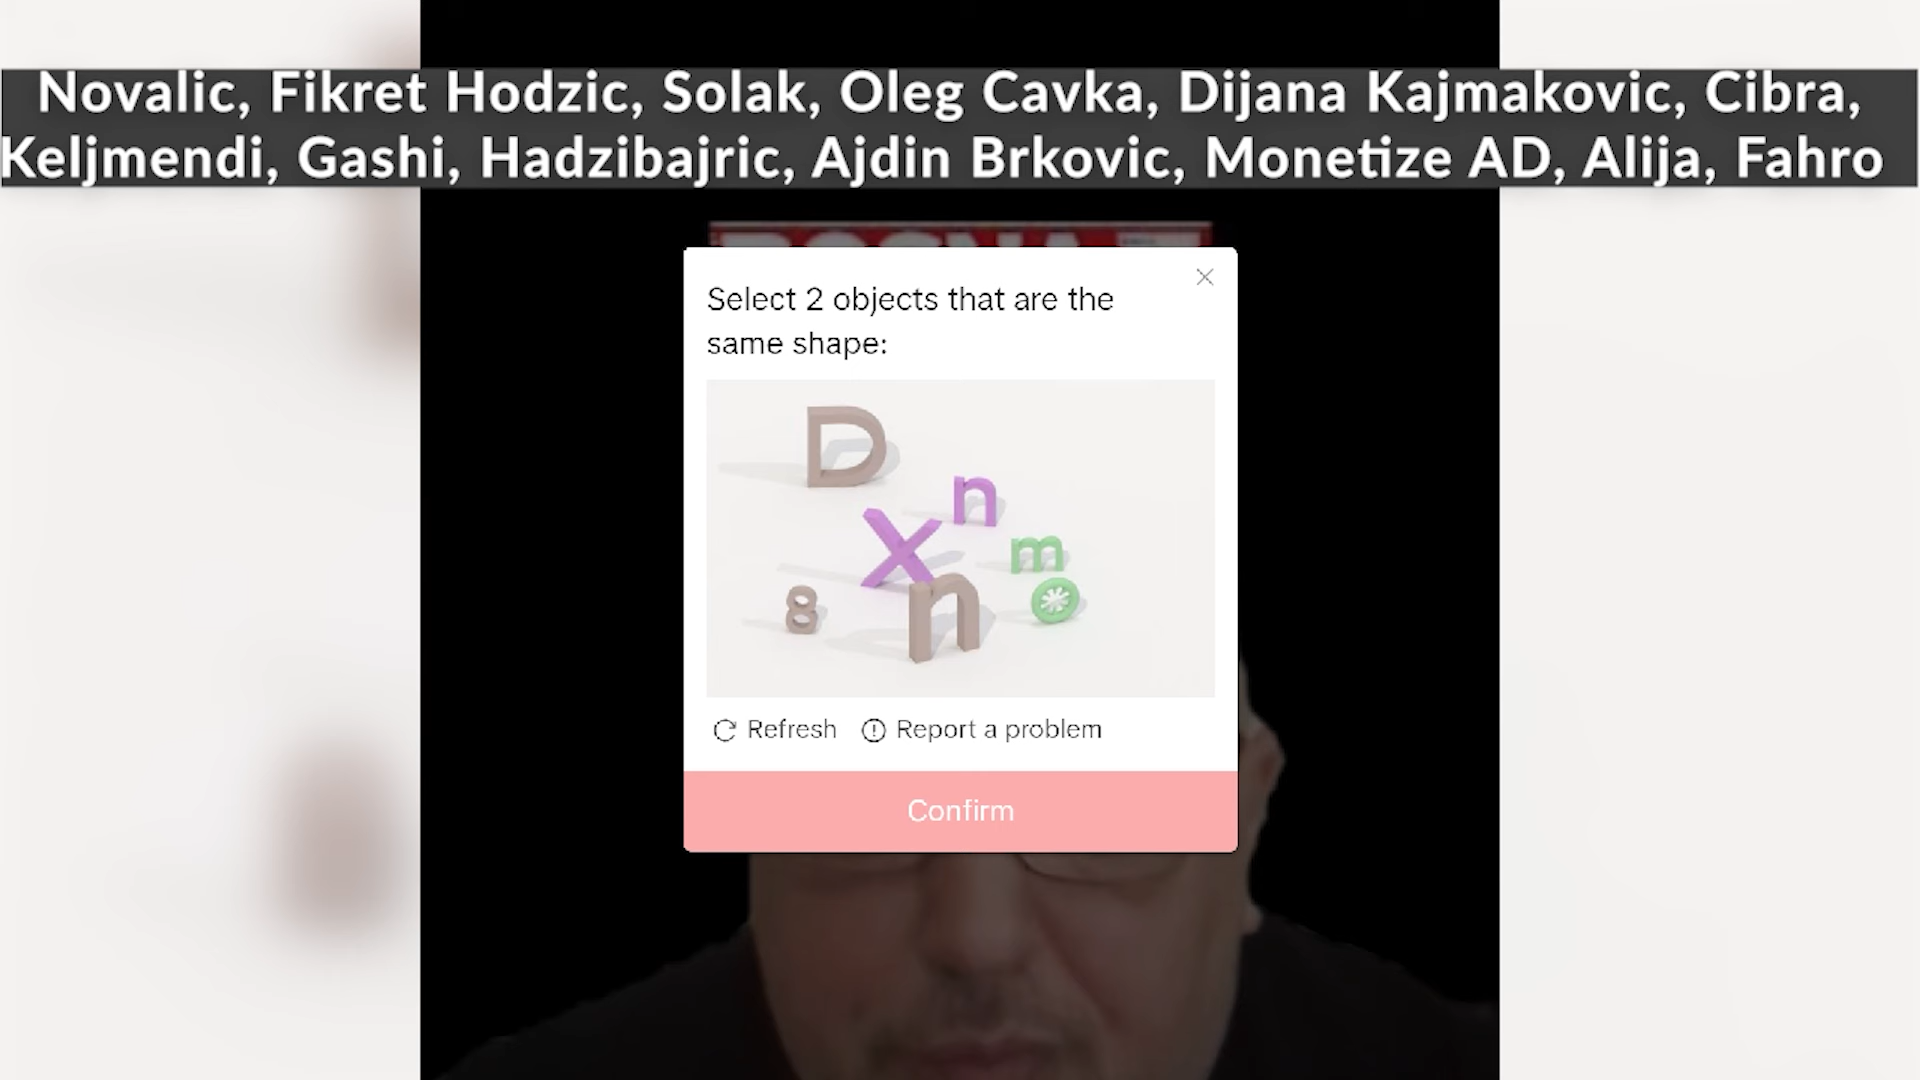 Novalic, Fikret Hodzic, Solak, Oleg Cavka, Dijana Kajmakovic, Cibra,
Keljmendi, Gashi, Hadzibajric, Ajdin Brkovic, Monetize AD, Alija, Fahro
Select 2 objects that are the
same shape:
D
n
X
m
8
n
Refresh
Report a problem
Confirm